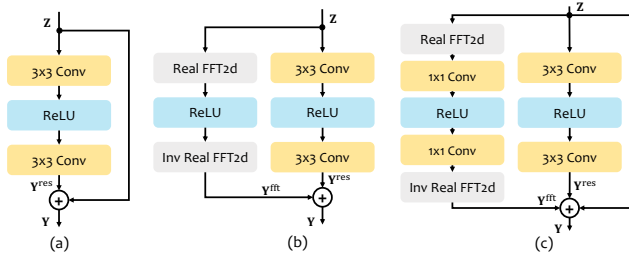 Z
3x3 Conv
ReLU
3x3 Conv
Y^res
+
Y
(a)
Z
Real FFT2d
ReLU
Inv Real FFT2d
3x3 Conv
ReLU
3x3 Conv
Y^fft
Y^res
+
Y
(b)
Z
Real FFT2d
1x1 Conv
ReLU
1x1 Conv
Inv Real FFT2d
3x3 Conv
ReLU
3x3 Conv
Y^fft
Y^res
+
Y
(c)